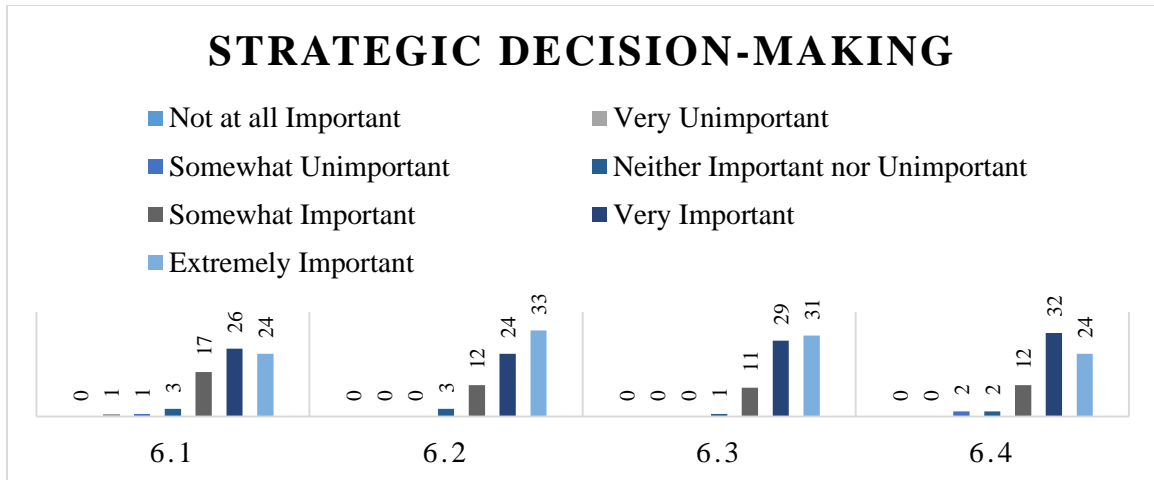 STRATEGIC DECISION-MAKING
Not at all Important
Very Unimportant
Somewhat Unimportant
Neither Important nor Unimportant
Somewhat Important
Very Important
Extremely Important
0 1 1 3 17 26 24
0 0 0 3 12 24 33
0 0 0 1 11 29 31
0 0 2 2 12 32 24
6.1 6.2 6.3 6.4